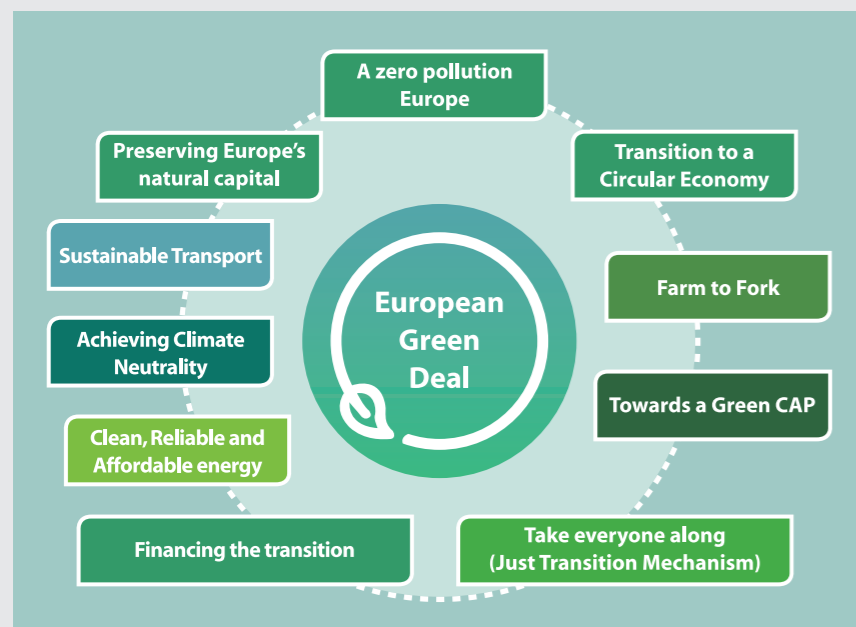 A zero pollution
Europe
Preserving Europe's
natural capital
Transition to a
Circular Economy
Sustainable Transport
Farm to Fork
European
Green
Deal
Achieving Climate
Neutrality
Towards a Green CAP
Clean, Reliable and
Affordable energy
Financing the transition
Take everyone along
(Just Transition Mechanism)